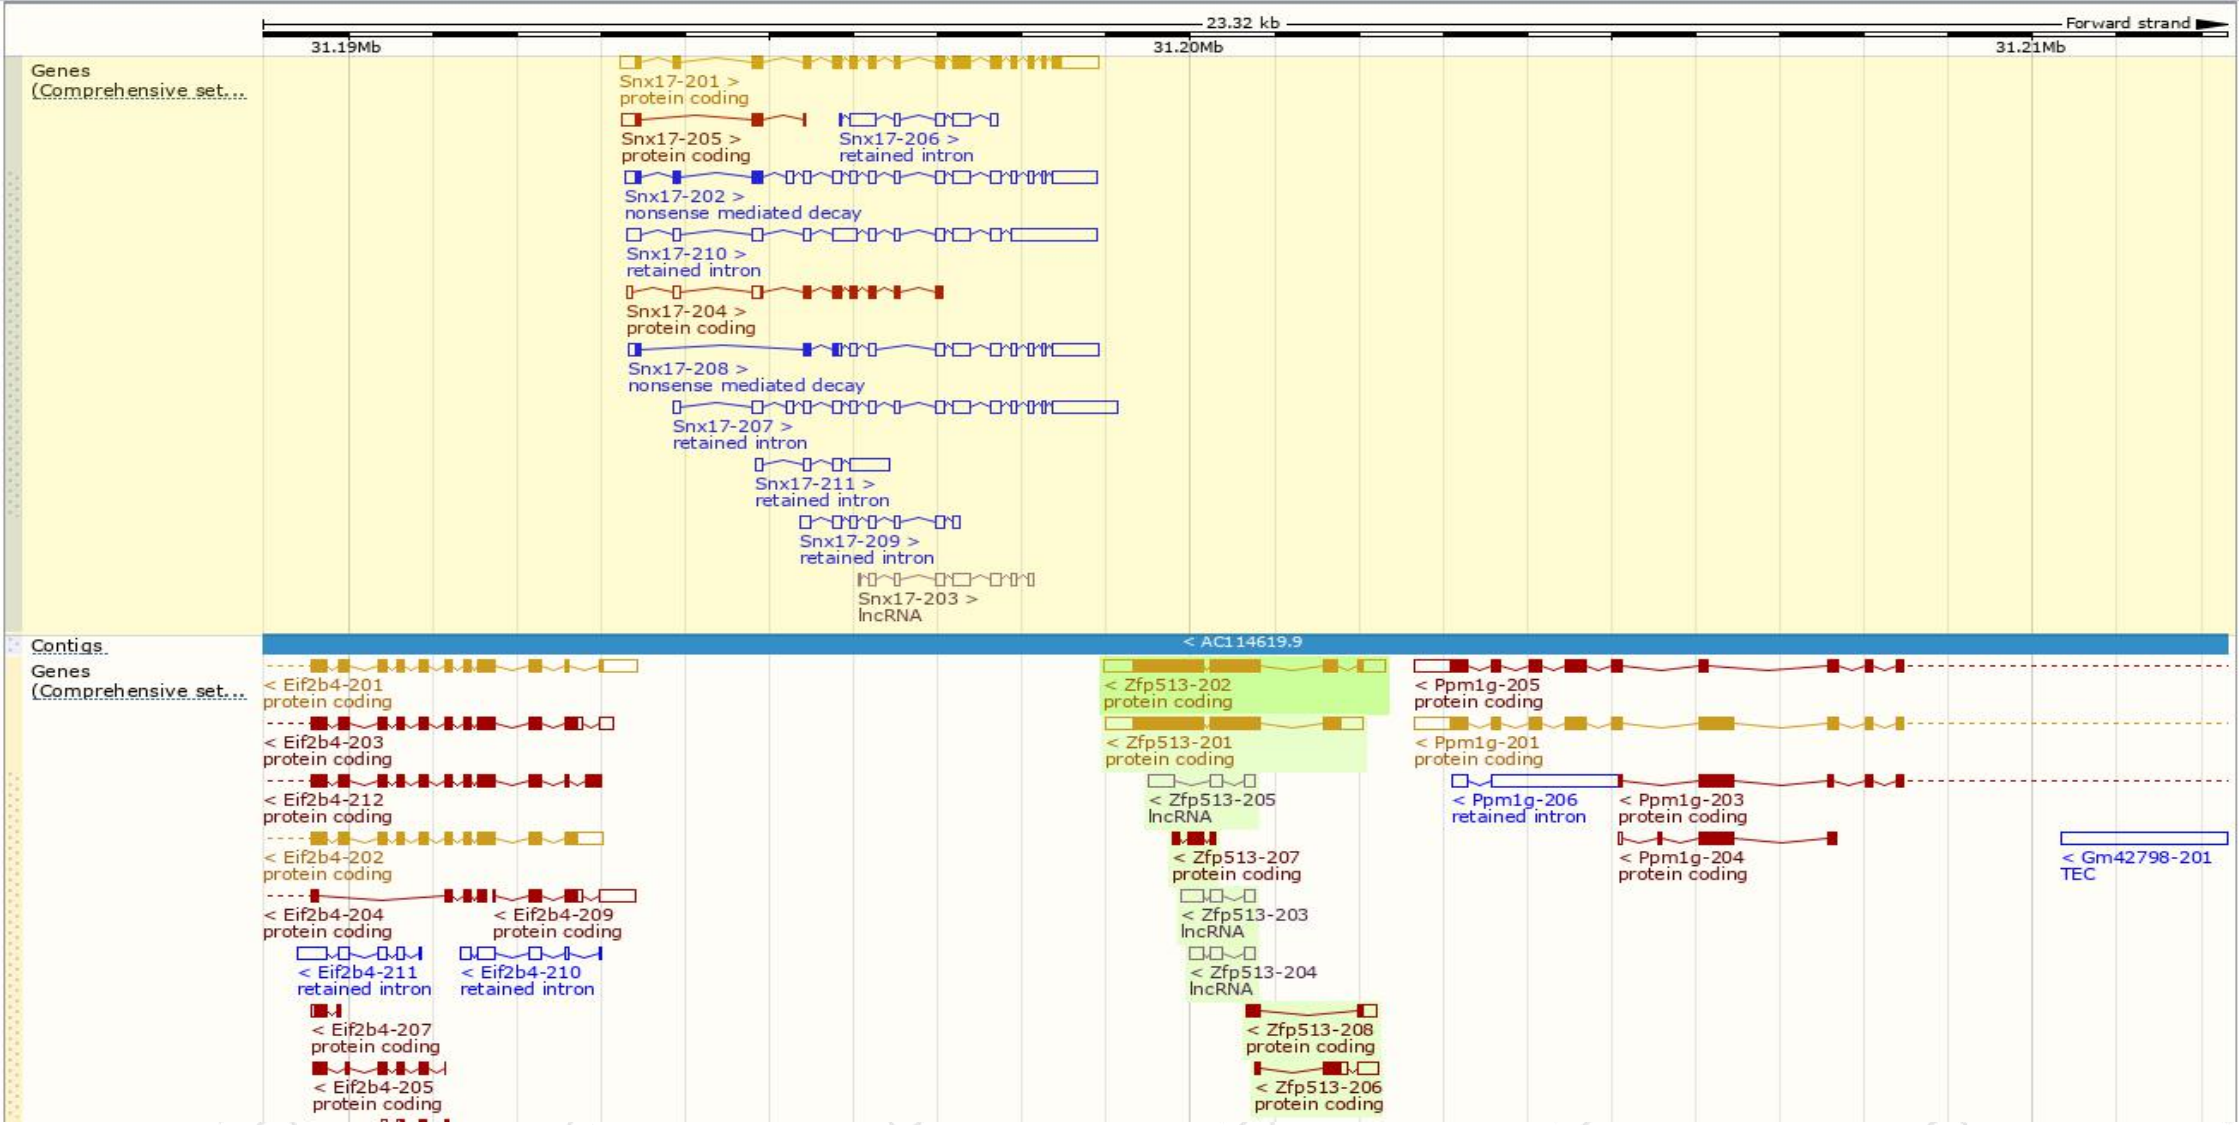 23.32 kb
Forward strand
31.19Mb
31.20Mb
31.21Mb
Genes
(Comprehensive set...
Snx17-201 >
protein coding
Snx17-205 >
protein coding
Snx17-206 >
retained intron
Snx17-202 >
nonsense mediated decay
Snx17-210 >
retained intron
Snx17-204 >
protein coding
Snx17-208 >
nonsense mediated decay
Snx17-207 >
retained intron
Snx17-211 >
retained intron
Snx17-209 >
retained intron
Snx17-203 >
lncRNA
Contigs
< AC114619.9
Genes
(Comprehensive set...
< Eif2b4-201
protein coding
< Zfp513-202
protein coding
< Ppm1g-205
protein coding
< Eif2b4-203
protein coding
< Zfp513-201
protein coding
< Ppm1g-201
protein coding
< Eif2b4-212
protein coding
< Zfp513-205
lncRNA
< Ppm1g-206
retained intron
< Ppm1g-203
protein coding
< Eif2b4-202
protein coding
< Zfp513-207
protein coding
< Ppm1g-204
protein coding
< Gm42798-201
TEC
< Eif2b4-204
protein coding
< Eif2b4-209
protein coding
< Zfp513-203
lncRNA
< Eif2b4-211
retained intron
< Eif2b4-210
retained intron
< Zfp513-204
lncRNA
< Eif2b4-207
protein coding
< Zfp513-208
protein coding
< Eif2b4-205
protein coding
< Zfp513-206
protein coding